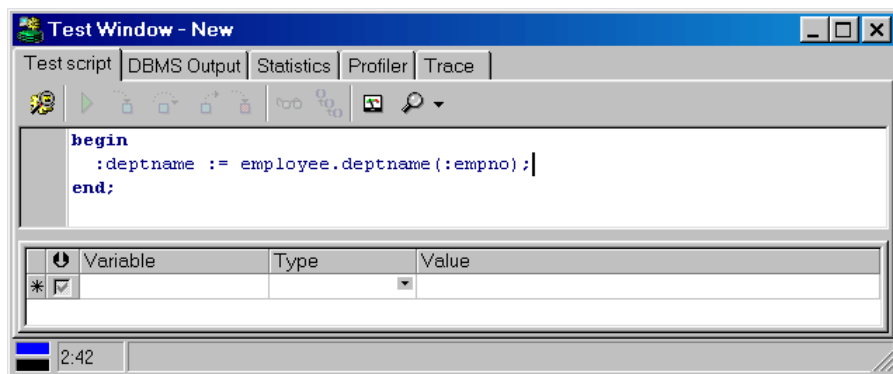 Test Window - New
Test script DBMS Output Statistics Profiler Trace
begin
:deptname := employee.deptname(:empno);
end;
Variable Type Value
*
2:42